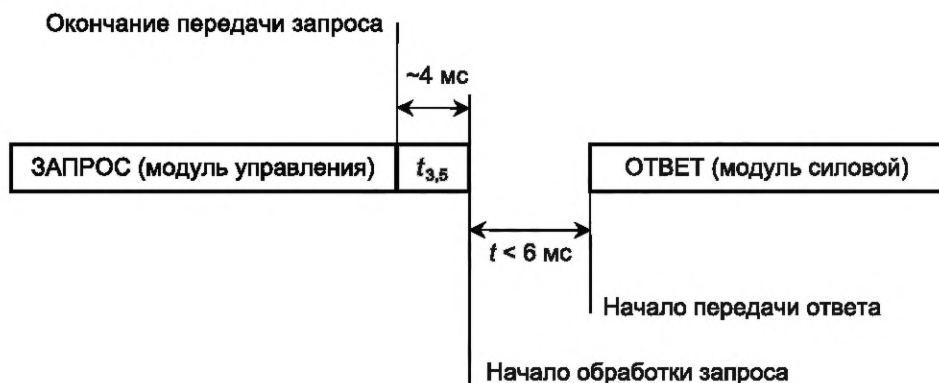 Окончание передачи запроса
~4 мс
ЗАПРОС (модуль управления)
t3,5
ОТВЕТ (модуль силовой)
t < 6 мс
Начало передачи ответа
Начало обработки запроса